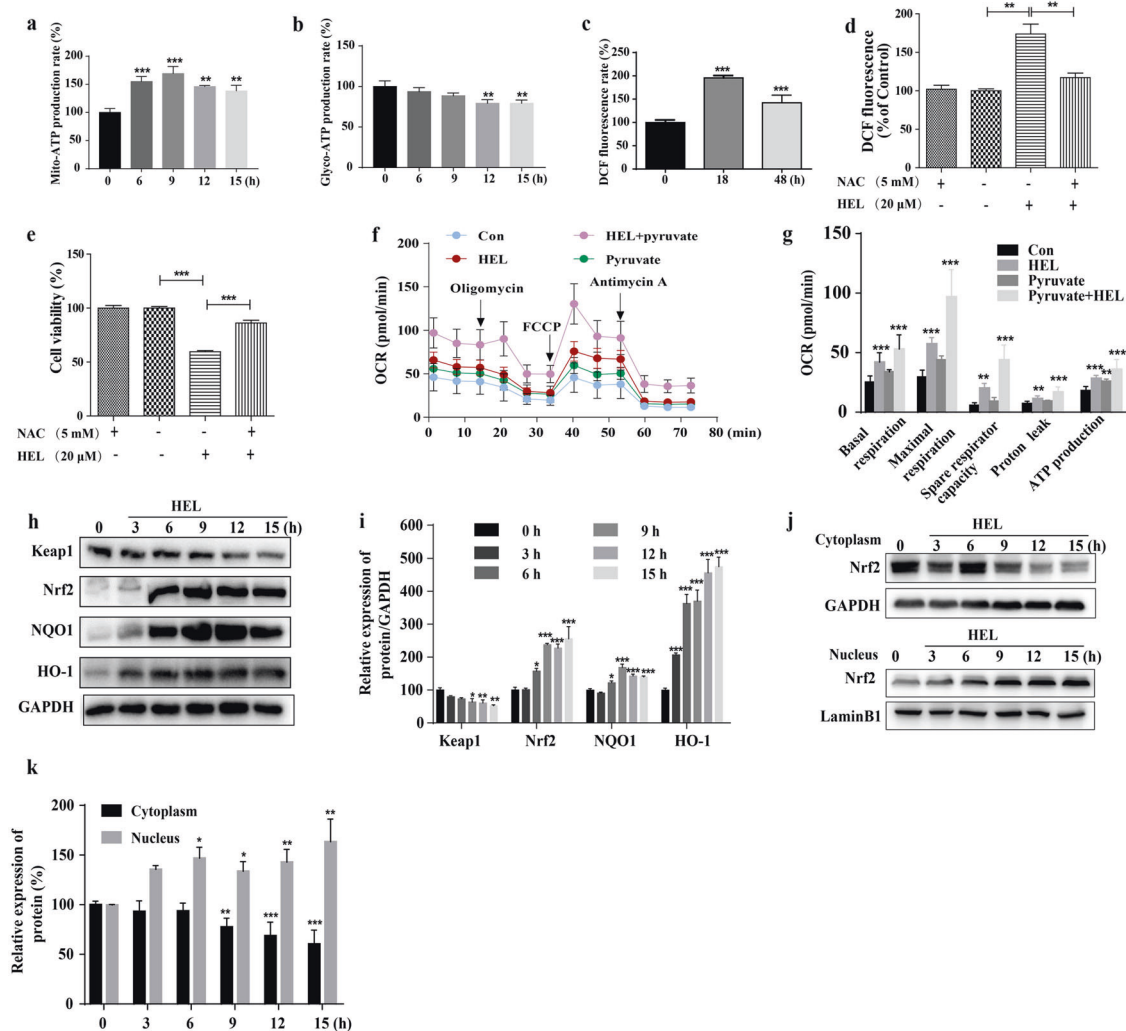 a
Mito-ATP production rate (%)
200
150
100
50
0
***
***
**
**
0 6 9 12 15 (h)
b
Glyco-ATP production rate (%)
150
100
50
0
**
**
0 6 9 12 15 (h)
c
DCF fluorescence rate (%)
250
200
150
100
50
0
***
***
0 18 48 (h)
d
DCF fluorescence
(% of Control)
200
150
100
50
0
** **
NAC (5 mM) + - - +
HEL (20 μM) - - + +
e
Cell viability (%)
150
100
50
0
***
***
NAC (5 mM) + - - +
HEL (20 μM) - - + +
f
OCR (pmol/min)
200
150
100
50
0
Con
HEL
HEL+pyruvate
Pyruvate
Oligomycin
FCCP
Antimycin A
0 10 20 30 40 50 60 70 80 (min)
g
OCR (pmol/min)
150
100
50
0
Con
HEL
Pyruvate
Pyruvate+HEL
*** ***
*** ***
** ***
** ***
*** ** ***
Basal
respiration
Maximal
respiration
Spare respirator
capacity
Proton leak
ATP production
h
HEL
0 3 6 9 12 15 (h)
Keap1
Nrf2
NQO1
HO-1
GAPDH
i
Relative expression of
protein/GAPDH
600
500
400
300
200
100
0
0 h
3 h
6 h
9 h
12 h
15 h
* ** **
* *** *** ***
* *** *** ***
*** *** *** *** ***
Keap1 Nrf2 NQO1 HO-1
j
HEL
Cytoplasm
0 3 6 9 12 15 (h)
Nrf2
GAPDH
HEL
Nucleus 0 3 6 9 12 15 (h)
Nrf2
LaminB1
k
Relative expression of
protein (%)
200
150
100
50
0
Cytoplasm
Nucleus
* * ** **
** *** ***
0 3 6 9 12 15 (h)